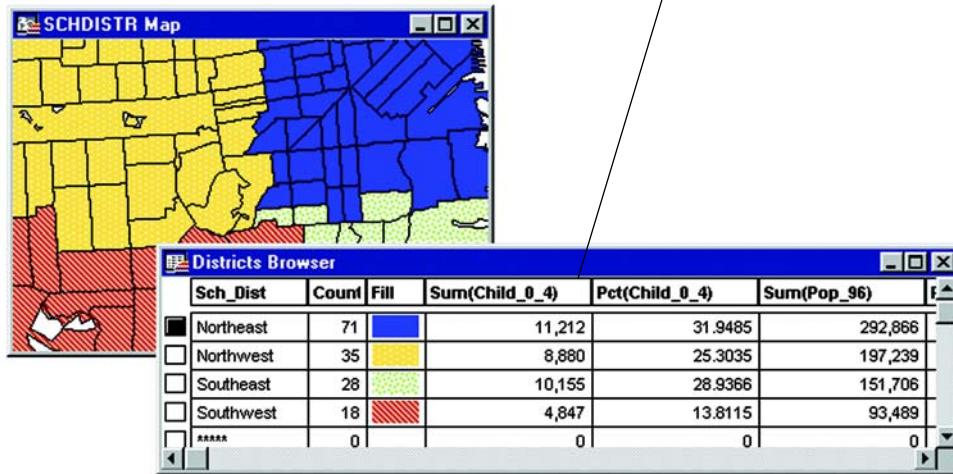 SCHDISTR Map
Districts Browser
Sch_Dist Count Fill Sum(Child_0_4) Pct(Child_0_4) Sum(Pop_96)
Northeast 71 11,212 31.9485 292,866
Northwest 35 8,880 25.3035 197,239
Southeast 28 10,155 28.9366 151,706
Southwest 18 4,847 13.8115 93,489
***** 0 0 0 0